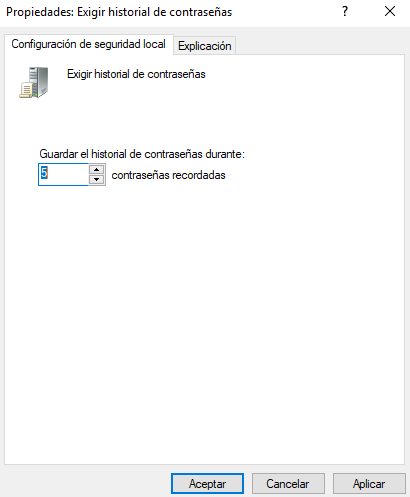 Propiedades: Exigir historial de contraseñas
?
Configuración de seguridad local
Explicación
Exigir historial de contraseñas
Guardar el historial de contraseñas durante:
5
contraseñas recordadas
Aceptar
Cancelar
Aplicar